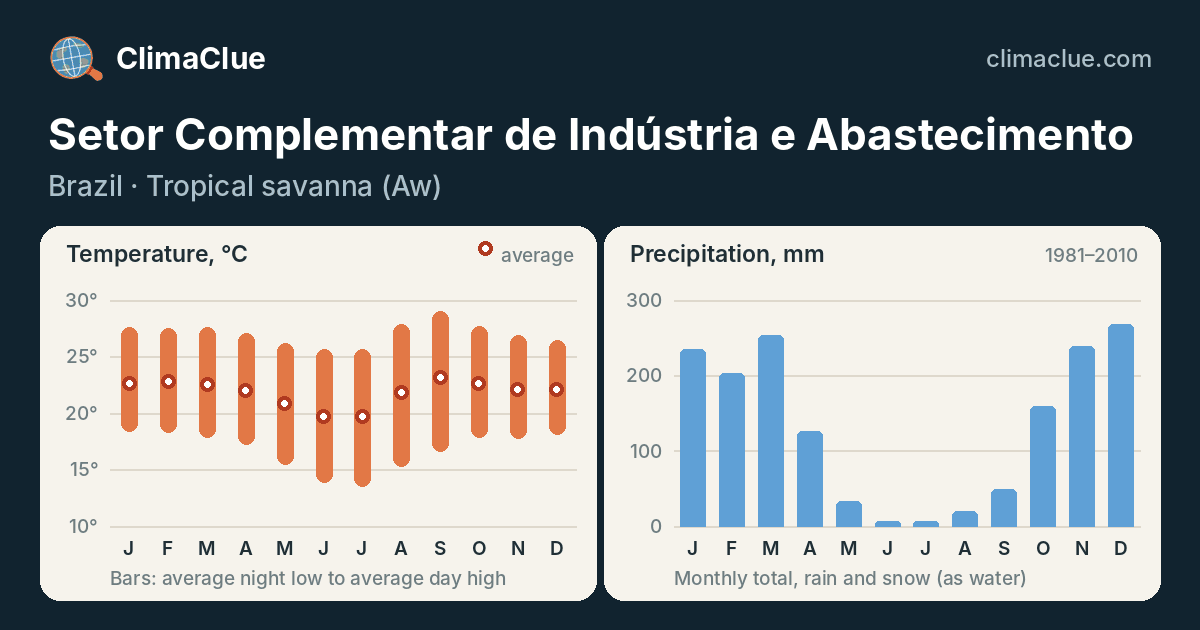 ClimaClue
climaclue.com
Setor Complementar de Indústria e Abastecimento
Brazil · Tropical savanna (Aw)
Temperature, °C
average
30°
25°
20°
15°
10°
J F M A M J J A S O N D
Bars: average night low to average day high
Precipitation, mm
1981–2010
300
200
100
0
J F M A M J J A S O N D
Monthly total, rain and snow (as water)